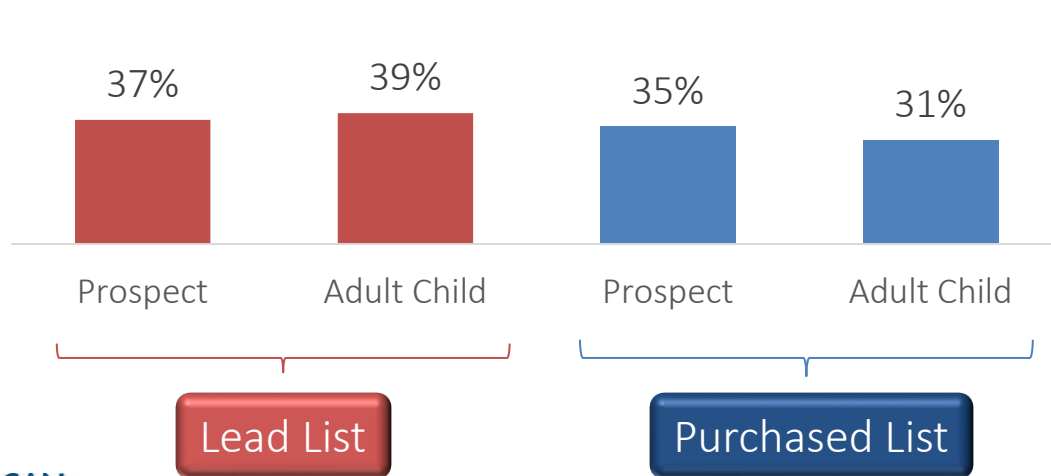 37%
39%
35%
31%
Prospect
Adult Child
Prospect
Adult Child
Lead List
Purchased List